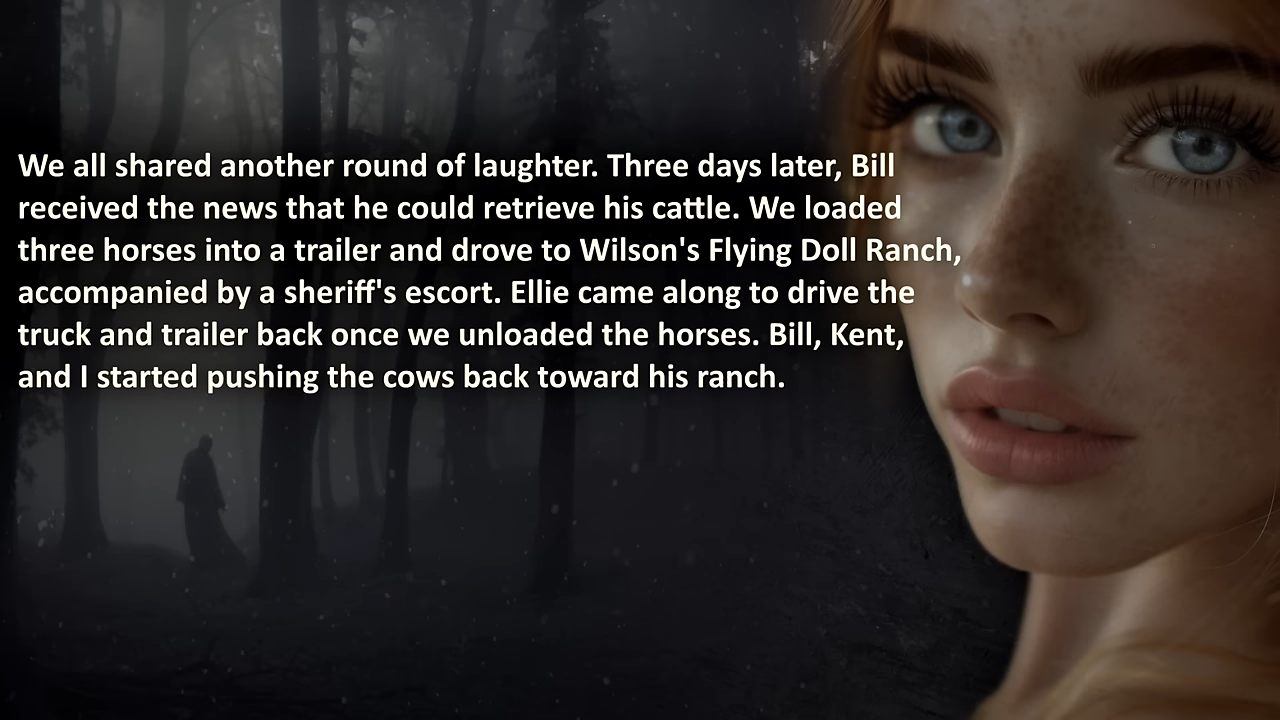 We all shared another round of laughter. Three days later, Bill
received the news that he could retrieve his cattle. We loaded
three horses into a trailer and drove to Wilson's Flying Doll Ranch,
accompanied by a sheriff's escort. Ellie came along to drive the
truck and trailer back once we unloaded the horses. Bill, Kent,
and I started pushing the cows back toward his ranch.